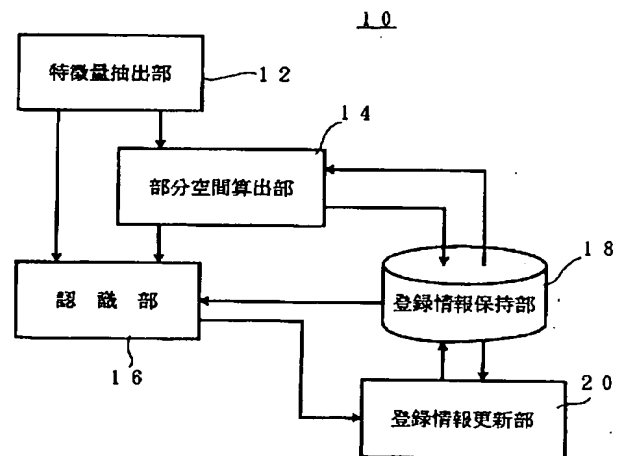 10
特徴量抽出部
12
14
部分空間算出部
18
認 識 部
登録情報保持部
16
20
登録情報更新部